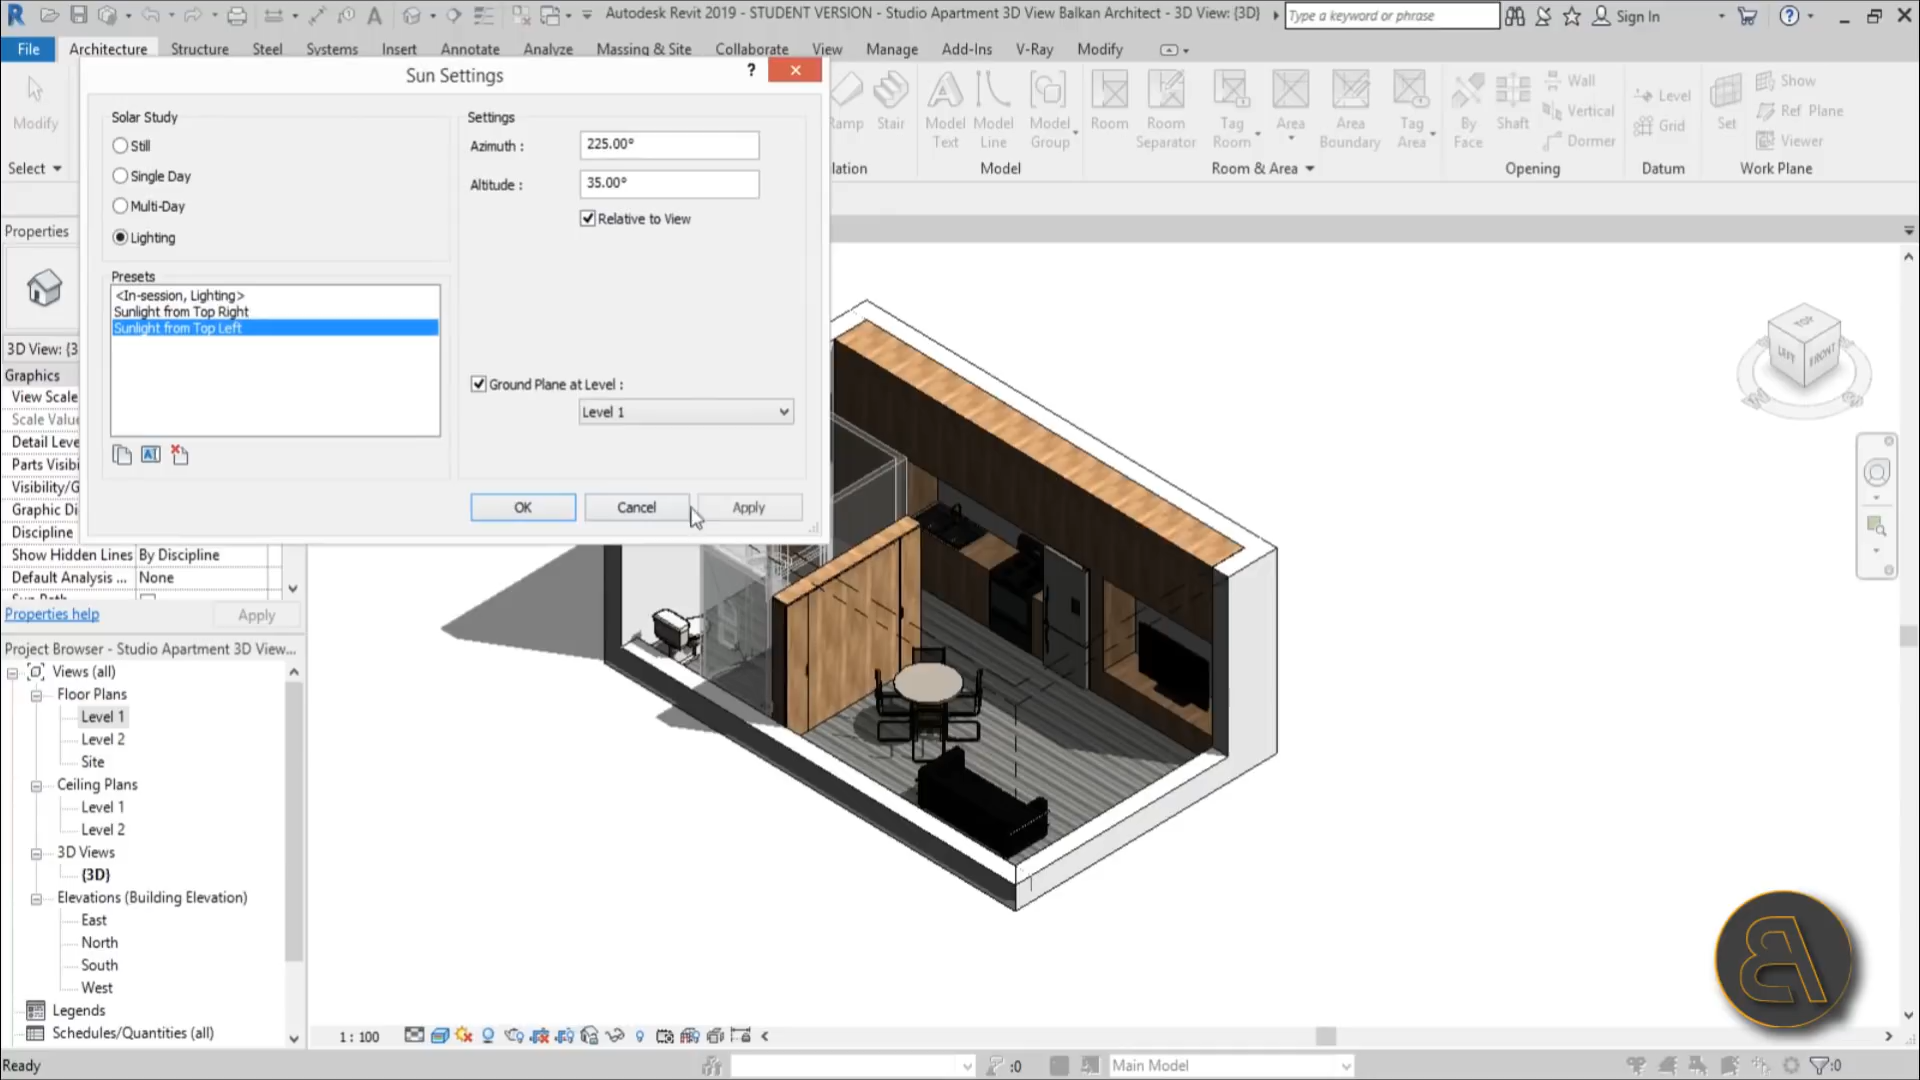 Autodesk Revit 2019 - STUDENT VERSION - Studio Apartment 3D View Balkan Architect - 3D View: {3D}
Type a keyword or phrase
Sign In
File Architecture Structure Steel Systems Insert Annotate Analyze Massing & Site Collaborate View Manage Add-Ins V-Ray Modify
Modify
Select
Ramp
Stair
Model Text
Model Line
Model Group
Room
Room Separator
Tag Room
Area
Area Boundary
Tag Area
By Face
Shaft
Wall
Vertical
Dormer
Level
Grid
Set
Show
Ref Plane
Viewer
lation
Model
Room & Area
Opening
Datum
Work Plane
Sun Settings
?
Solar Study
Still
Single Day
Multi-Day
Lighting
Presets
<In-session, Lighting>
Sunlight from Top Right
Sunlight from Top Left
Settings
Azimuth :
225.00°
Altitude :
35.00°
Relative to View
Ground Plane at Level :
Level 1
OK
Cancel
Apply
Properties
3D View: {3
Graphics
View Scale
Scale Value
Detail Leve
Parts Visibi
Visibility/G
Graphic Di
Discipline
Show Hidden Lines By Discipline
Default Analysis ... None
Properties help
Apply
Project Browser - Studio Apartment 3D View...
Views (all)
Floor Plans
Level 1
Level 2
Site
Ceiling Plans
Level 1
Level 2
3D Views
{3D}
Elevations (Building Elevation)
East
North
South
West
Legends
Schedules/Quantities (all)
TOP
LEFT
FRONT
1 : 100
Ready
:0
Main Model
:0